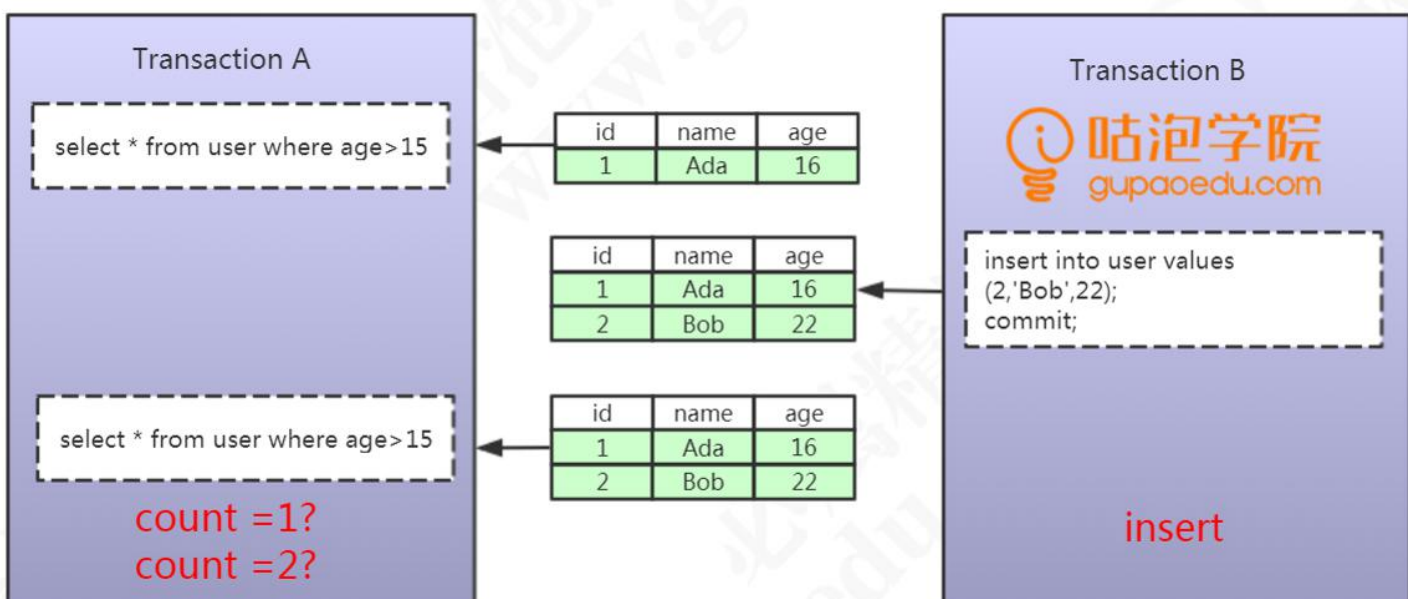 Transaction A
select * from user where age>15
id name age
1 Ada 16
Transaction B
咕泡学院
gupaoedu.com
id name age
1 Ada 16
2 Bob 22
insert into user values
(2,'Bob',22);
commit;
select * from user where age>15
id name age
1 Ada 16
2 Bob 22
count =1?
count =2?
insert